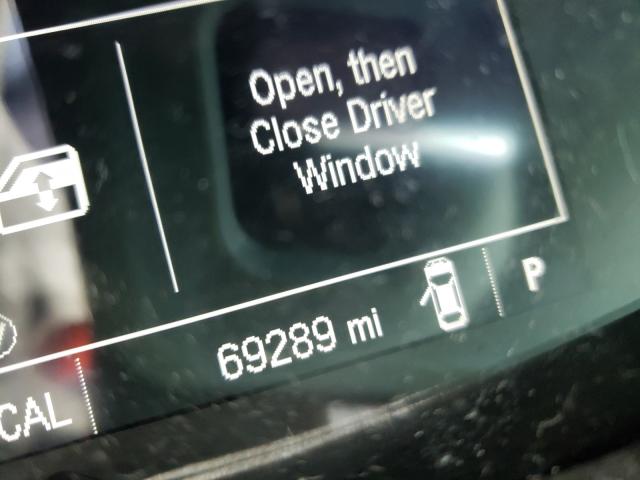 Open, then
Close Driver
Window
69289 mi
P
CAL